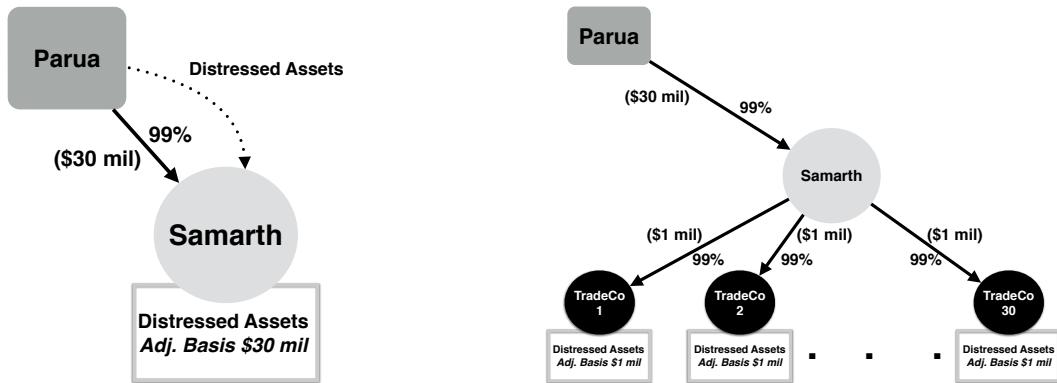 Parua
Distressed Assets
99%
($30 mil)
Samarth
Distressed Assets
Adj. Basis $30 mil
Parua
($30 mil)
99%
Samarth
($1 mil)
99%
($1 mil)
99%
($1 mil)
99%
TradeCo
1
TradeCo
2
TradeCo
30
Distressed Assets
Adj. Basis $1 mil
Distressed Assets
Adj. Basis $1 mil
. . .
Distressed Assets
Adj. Basis $1 mil